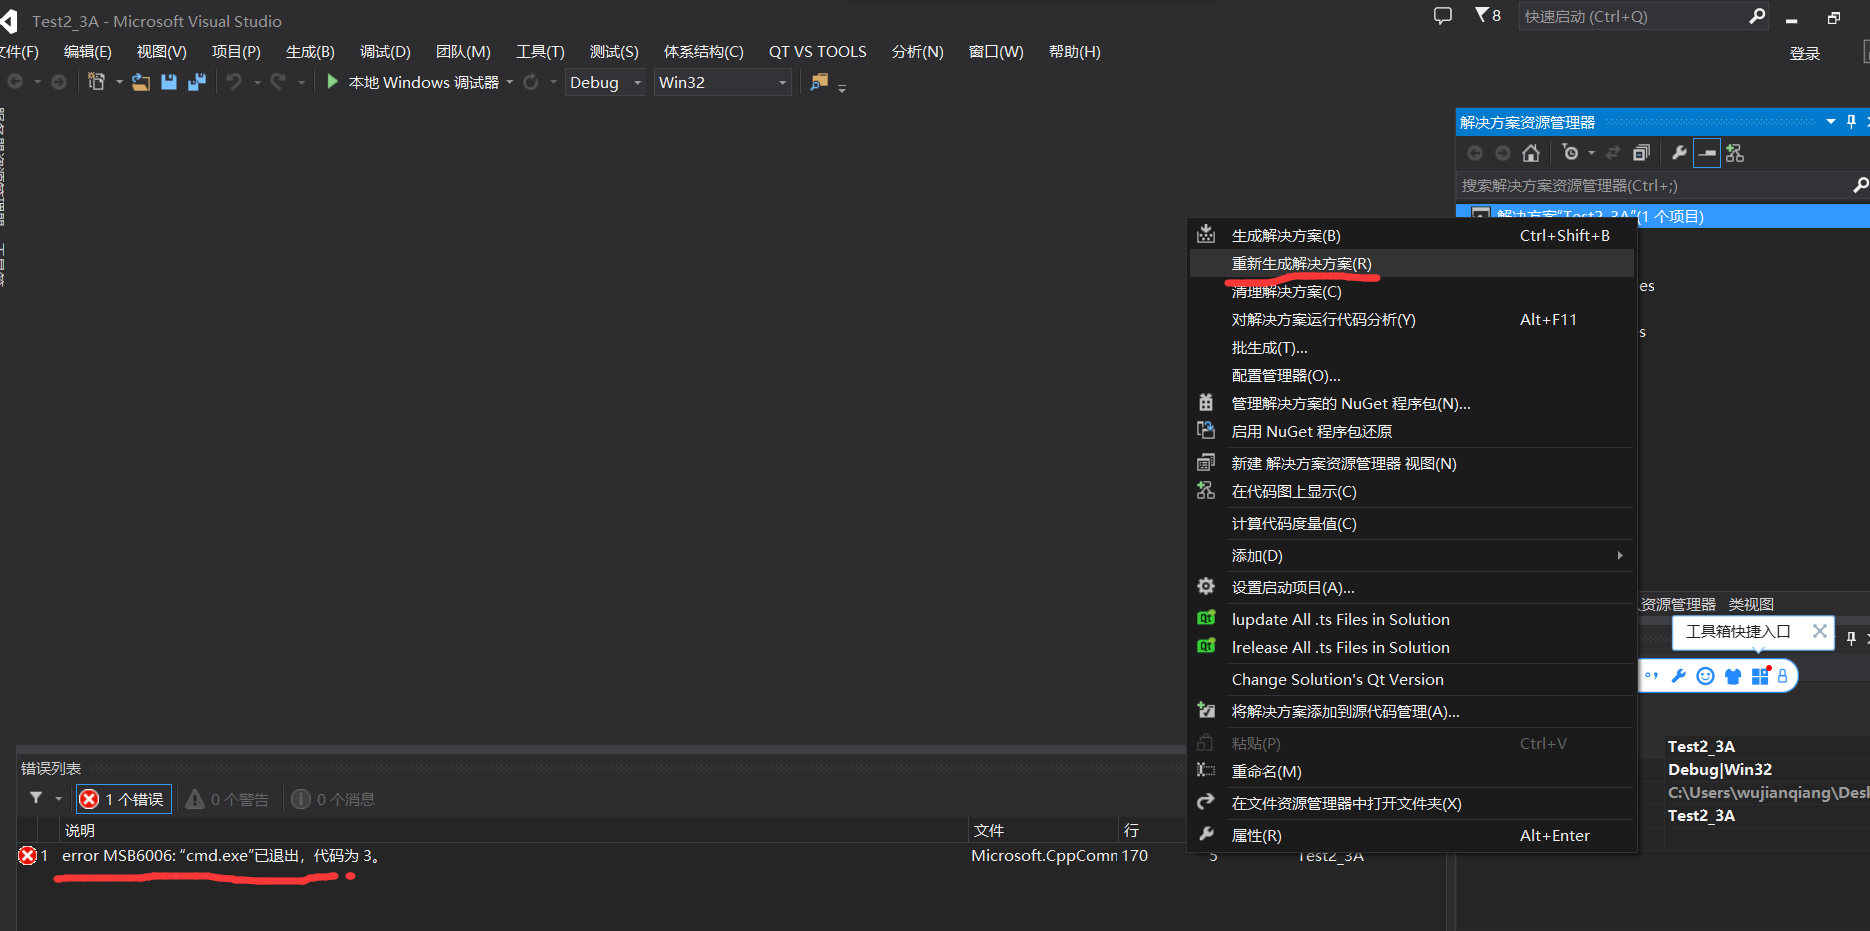 Test2_3A - Microsoft Visual Studio
8
快速启动 (Ctrl+Q)
文件(F) 编辑(E) 视图(V) 项目(P) 生成(B) 调试(D) 团队(M) 工具(T) 测试(S) 体系结构(C) QT VS TOOLS 分析(N) 窗口(W) 帮助(H)
登录
本地 Windows 调试器 Debug Win32
解决方案资源管理器
搜索解决方案资源管理器(Ctrl+;)
解决方案"Test2_3A"(1 个项目)
生成解决方案(B) Ctrl+Shift+B
重新生成解决方案(R)
清理解决方案(C)
es
对解决方案运行代码分析(Y) Alt+F11
s
批生成(T)...
配置管理器(O)...
管理解决方案的 NuGet 程序包(N)...
启用 NuGet 程序包还原
新建 解决方案资源管理器 视图(N)
在代码图上显示(C)
计算代码度量值(C)
添加(D)
设置启动项目(A)...
资源管理器 类视图
lupdate All .ts Files in Solution
工具箱快捷入口
lrelease All .ts Files in Solution
Change Solution's Qt Version
将解决方案添加到源代码管理(A)...
粘贴(P) Ctrl+V
重命名(M)
在文件资源管理器中打开文件夹(X)
属性(R) Alt+Enter
Test2_3A
Debug|Win32
C:\Users\wujianqiang\Des
Test2_3A
错误列表
1 个错误 0 个警告 0 个消息
说明 文件 行
1 error MSB6006: “cmd.exe”已退出，代码为 3。 Microsoft.CppComm 170 5 Test2_3A